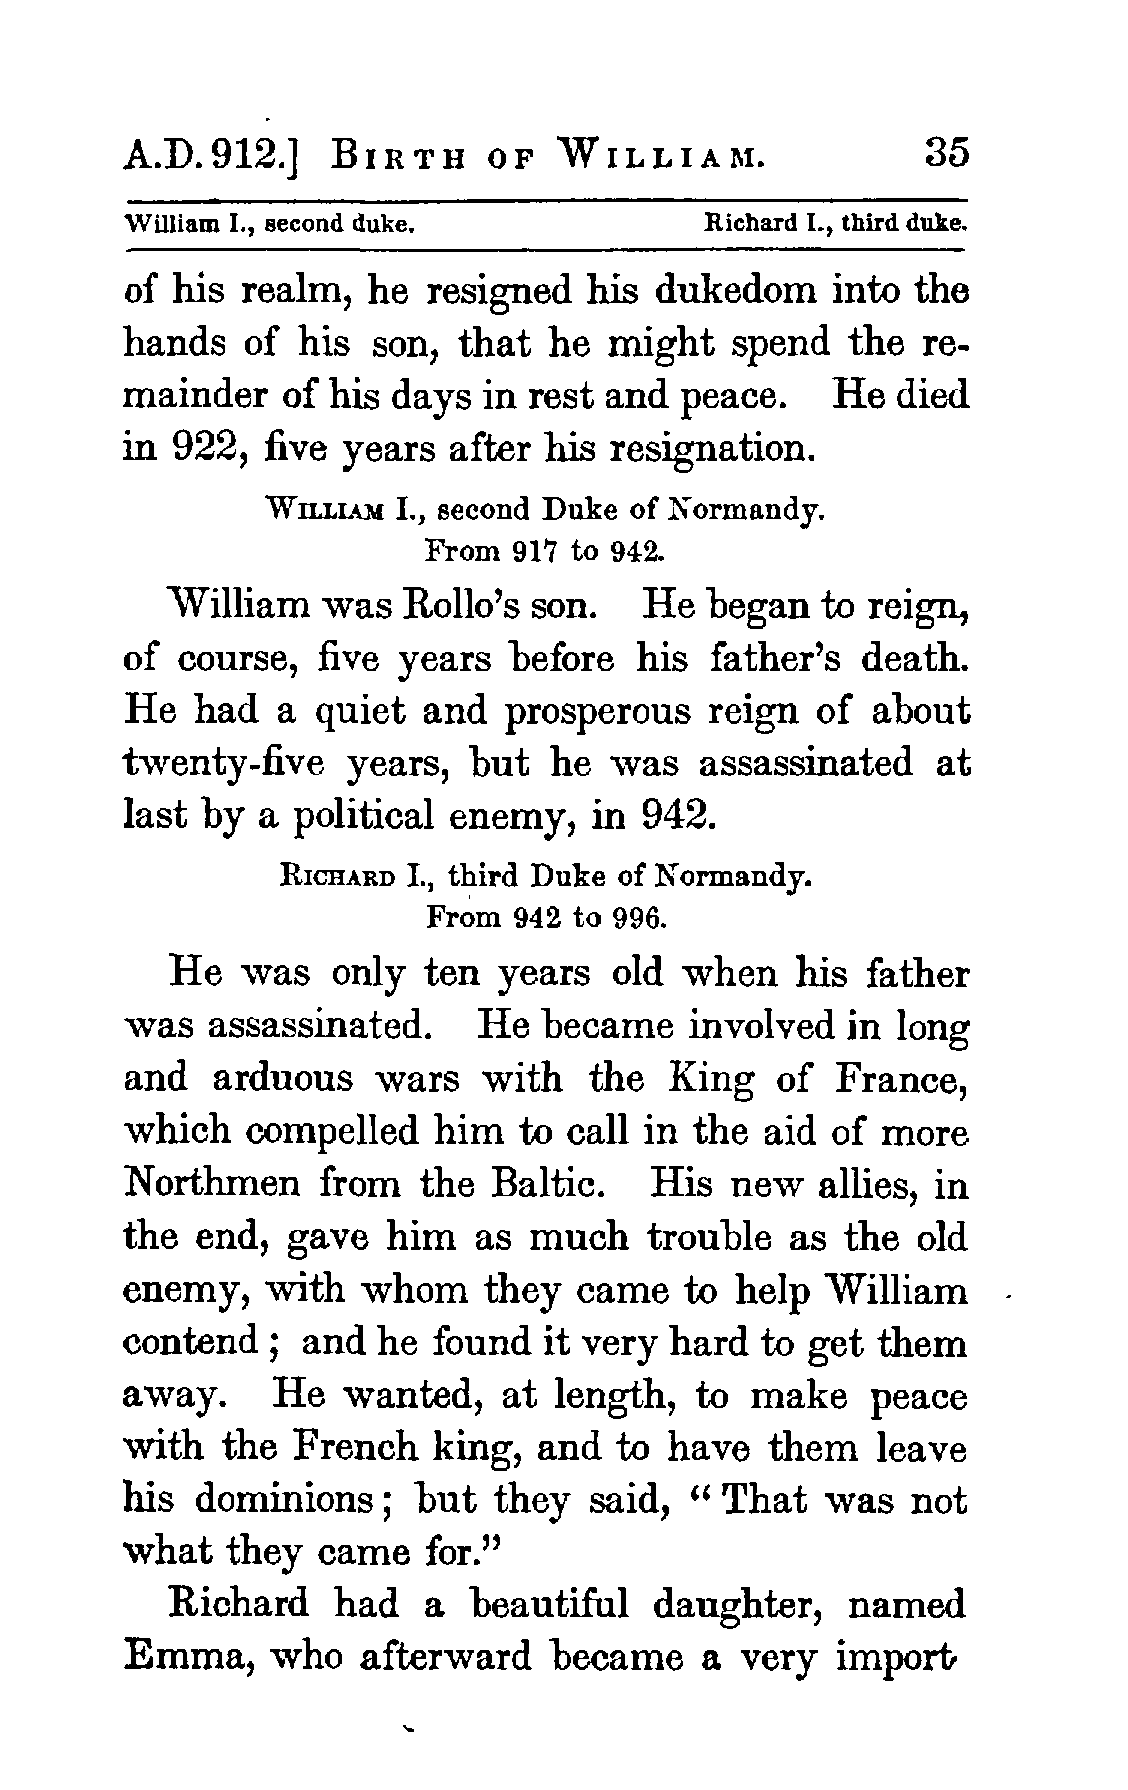 A.D. 912.] BIRTH OF WILLIAM. 35
William I., second duke. Richard I., third duke.
of his realm, he resigned his dukedom into the
hands of his son, that he might spend the re-
mainder of his days in rest and peace. He died
in 922, five years after his resignation.
WILLIAM I., second Duke of Normandy.
From 917 to 942.
William was Rollo's son. He began to reign,
of course, five years before his father's death.
He had a quiet and prosperous reign of about
twenty-five years, but he was assassinated at
last by a political enemy, in 942.
RICHARD I., third Duke of Normandy.
From 942 to 996.
He was only ten years old when his father
was assassinated. He became involved in long
and arduous wars with the King of France,
which compelled him to call in the aid of more
Northmen from the Baltic. His new allies, in
the end, gave him as much trouble as the old
enemy, with whom they came to help William
contend; and he found it very hard to get them
away. He wanted, at length, to make peace
with the French king, and to have them leave
his dominions; but they said, "That was not
what they came for."
Richard had a beautiful daughter, named
Emma, who afterward became a very import-